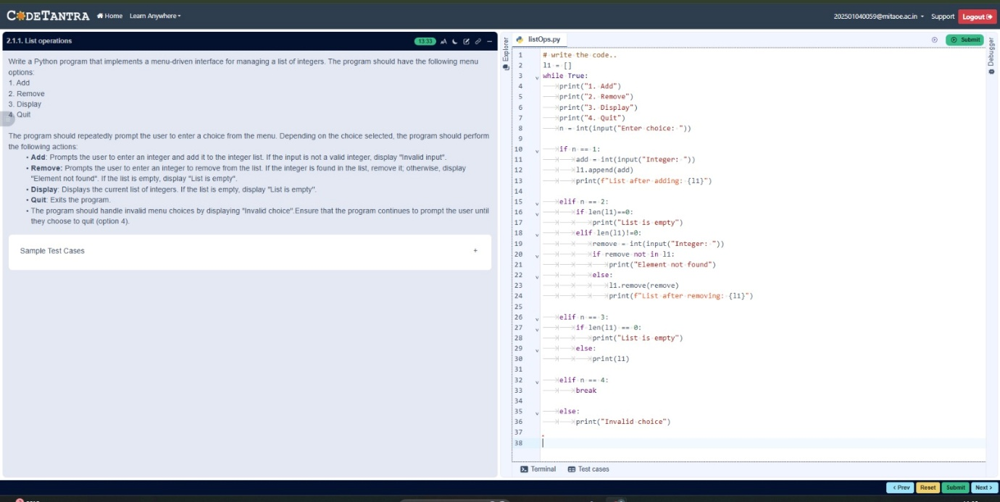 CODETANTRA Home Learn Anywhere
202501040059@mitaoe.ac.in Support Logout
2.1.1. List operations
13:33
Write a Python program that implements a menu-driven interface for managing a list of integers. The program should have the following menu
options:
1. Add
2. Remove
3. Display
4. Quit
The program should repeatedly prompt the user to enter a choice from the menu. Depending on the choice selected, the program should perform
the following actions:
• Add: Prompts the user to enter an integer and add it to the integer list. If the input is not a valid integer, display "Invalid input".
• Remove: Prompts the user to enter an integer to remove from the list. If the integer is found in the list, remove it; otherwise, display
"Element not found". If the list is empty, display "List is empty".
• Display: Displays the current list of integers. If the list is empty, display "List is empty".
• Quit: Exits the program.
• The program should handle invalid menu choices by displaying "Invalid choice".Ensure that the program continues to prompt the user until
they choose to quit (option 4).
Sample Test Cases +
Explorer
listOps.py
Submit
Debugger
1 # write the code..
2 l1 = []
3 while True:
4 print("1. Add")
5 print("2. Remove")
6 print("3. Display")
7 print("4. Quit")
8 n = int(input("Enter choice: "))
9
10 if n == 1:
11 add = int(input("Integer: "))
12 l1.append(add)
13 print(f"List after adding: {l1}")
14
15 elif n == 2:
16 if len(l1)==0:
17 print("List is empty")
18 elif len(l1)!=0:
19 remove = int(input("Integer: "))
20 if remove not in l1:
21 print("Element not found")
22 else:
23 l1.remove(remove)
24 print(f"List after removing: {l1}")
25
26 elif n == 3:
27 if len(l1) == 0:
28 print("List is empty")
29 else:
30 print(l1)
31
32 elif n == 4:
33 break
34
35 else:
36 print("Invalid choice")
37
38
Terminal Test cases
< Prev Reset Submit Next >